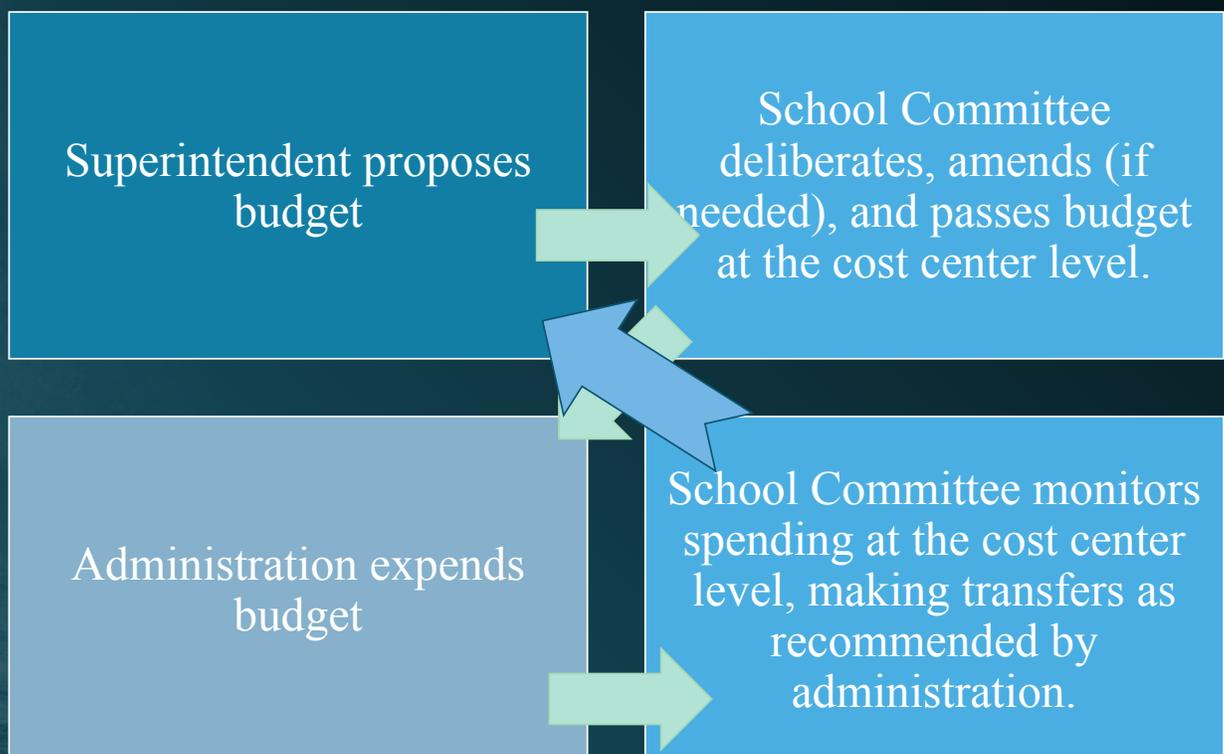 Superintendent proposes
budget
School Committee
deliberates, amends (if
needed), and passes budget
at the cost center level.
Administration expends
budget
School Committee monitors
spending at the cost center
level, making transfers as
recommended by
administration.